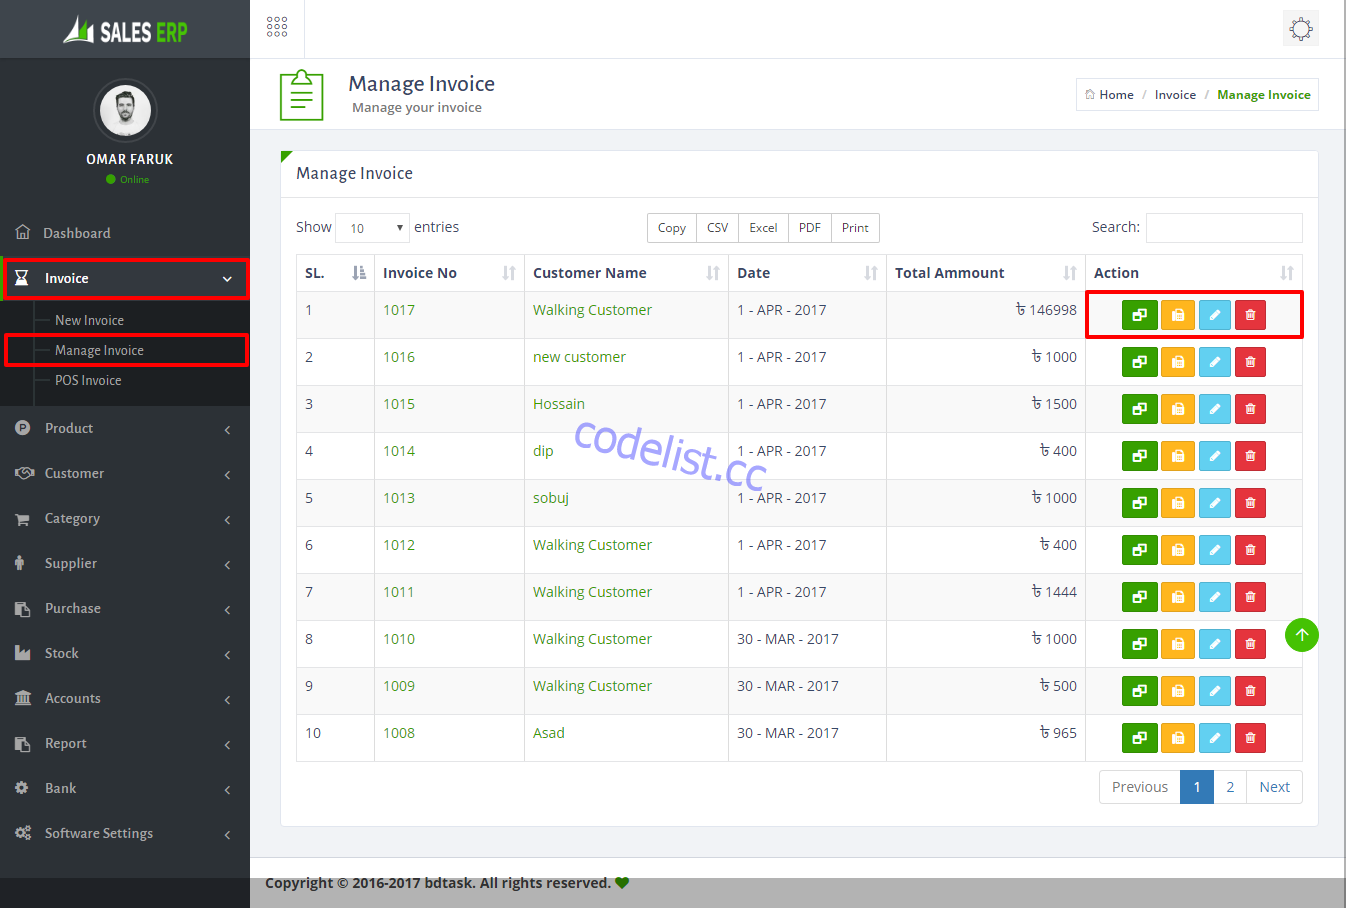 SALES ERP
OMAR FARUK
Online
Dashboard
Invoice
New Invoice
Manage Invoice
POS Invoice
Product
Customer
Category
Supplier
Purchase
Stock
Accounts
Report
Bank
Software Settings
Manage Invoice
Manage your invoice
Home / Invoice / Manage Invoice
Manage Invoice
Show 10 entries
Copy CSV Excel PDF Print
Search:
SL. Invoice No Customer Name Date Total Ammount Action
1 1017 Walking Customer 1 - APR - 2017 ৳ 146998
2 1016 new customer 1 - APR - 2017 ৳ 1000
3 1015 Hossain 1 - APR - 2017 ৳ 1500
4 1014 dip 1 - APR - 2017 ৳ 400
5 1013 sobuj 1 - APR - 2017 ৳ 1000
6 1012 Walking Customer 1 - APR - 2017 ৳ 400
7 1011 Walking Customer 1 - APR - 2017 ৳ 1444
8 1010 Walking Customer 30 - MAR - 2017 ৳ 1000
9 1009 Walking Customer 30 - MAR - 2017 ৳ 500
10 1008 Asad 30 - MAR - 2017 ৳ 965
codelist.cc
Previous 1 2 Next
Copyright © 2016-2017 bdtask. All rights reserved.